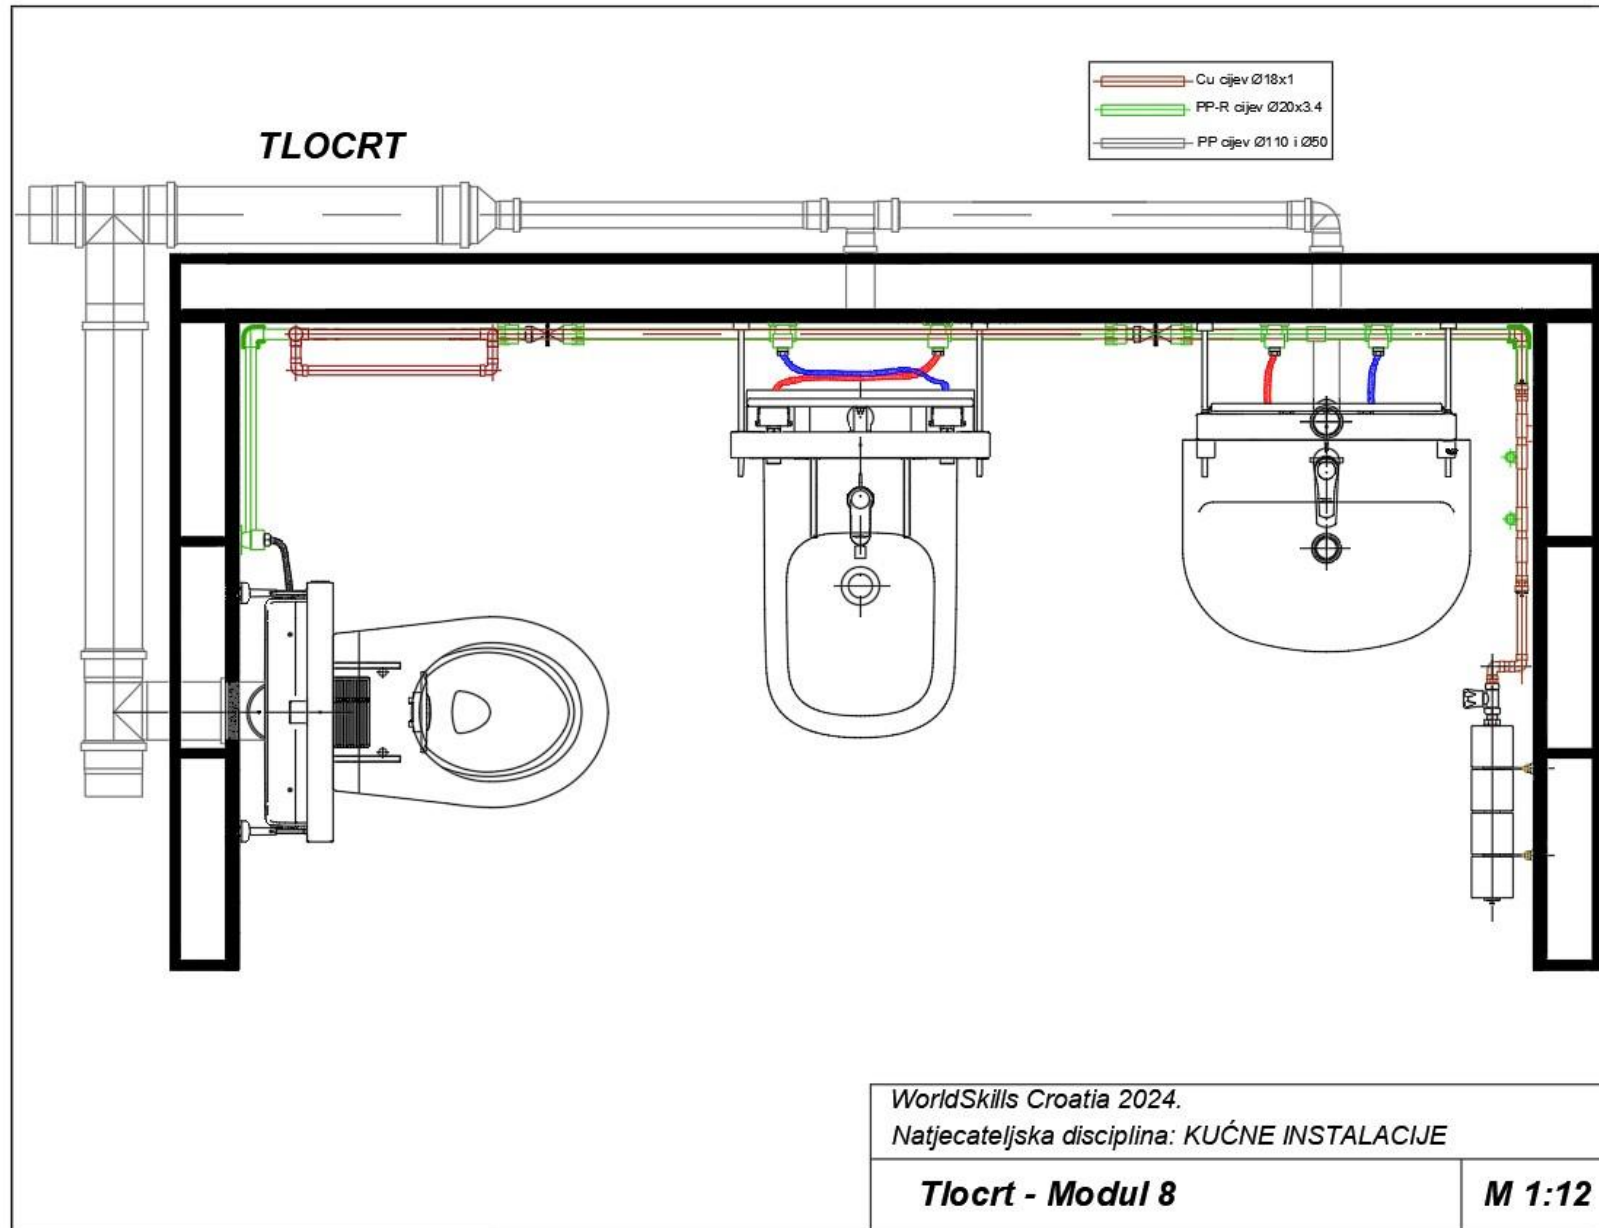 Cu cijev Ø18x1
PP-R cijev Ø20x3.4
PP cijev Ø110 i Ø50
TLOCRT
WorldSkills Croatia 2024.
Natjecateljska disciplina: KUĆNE INSTALACIJE
Tlocrt - Modul 8
M 1:12